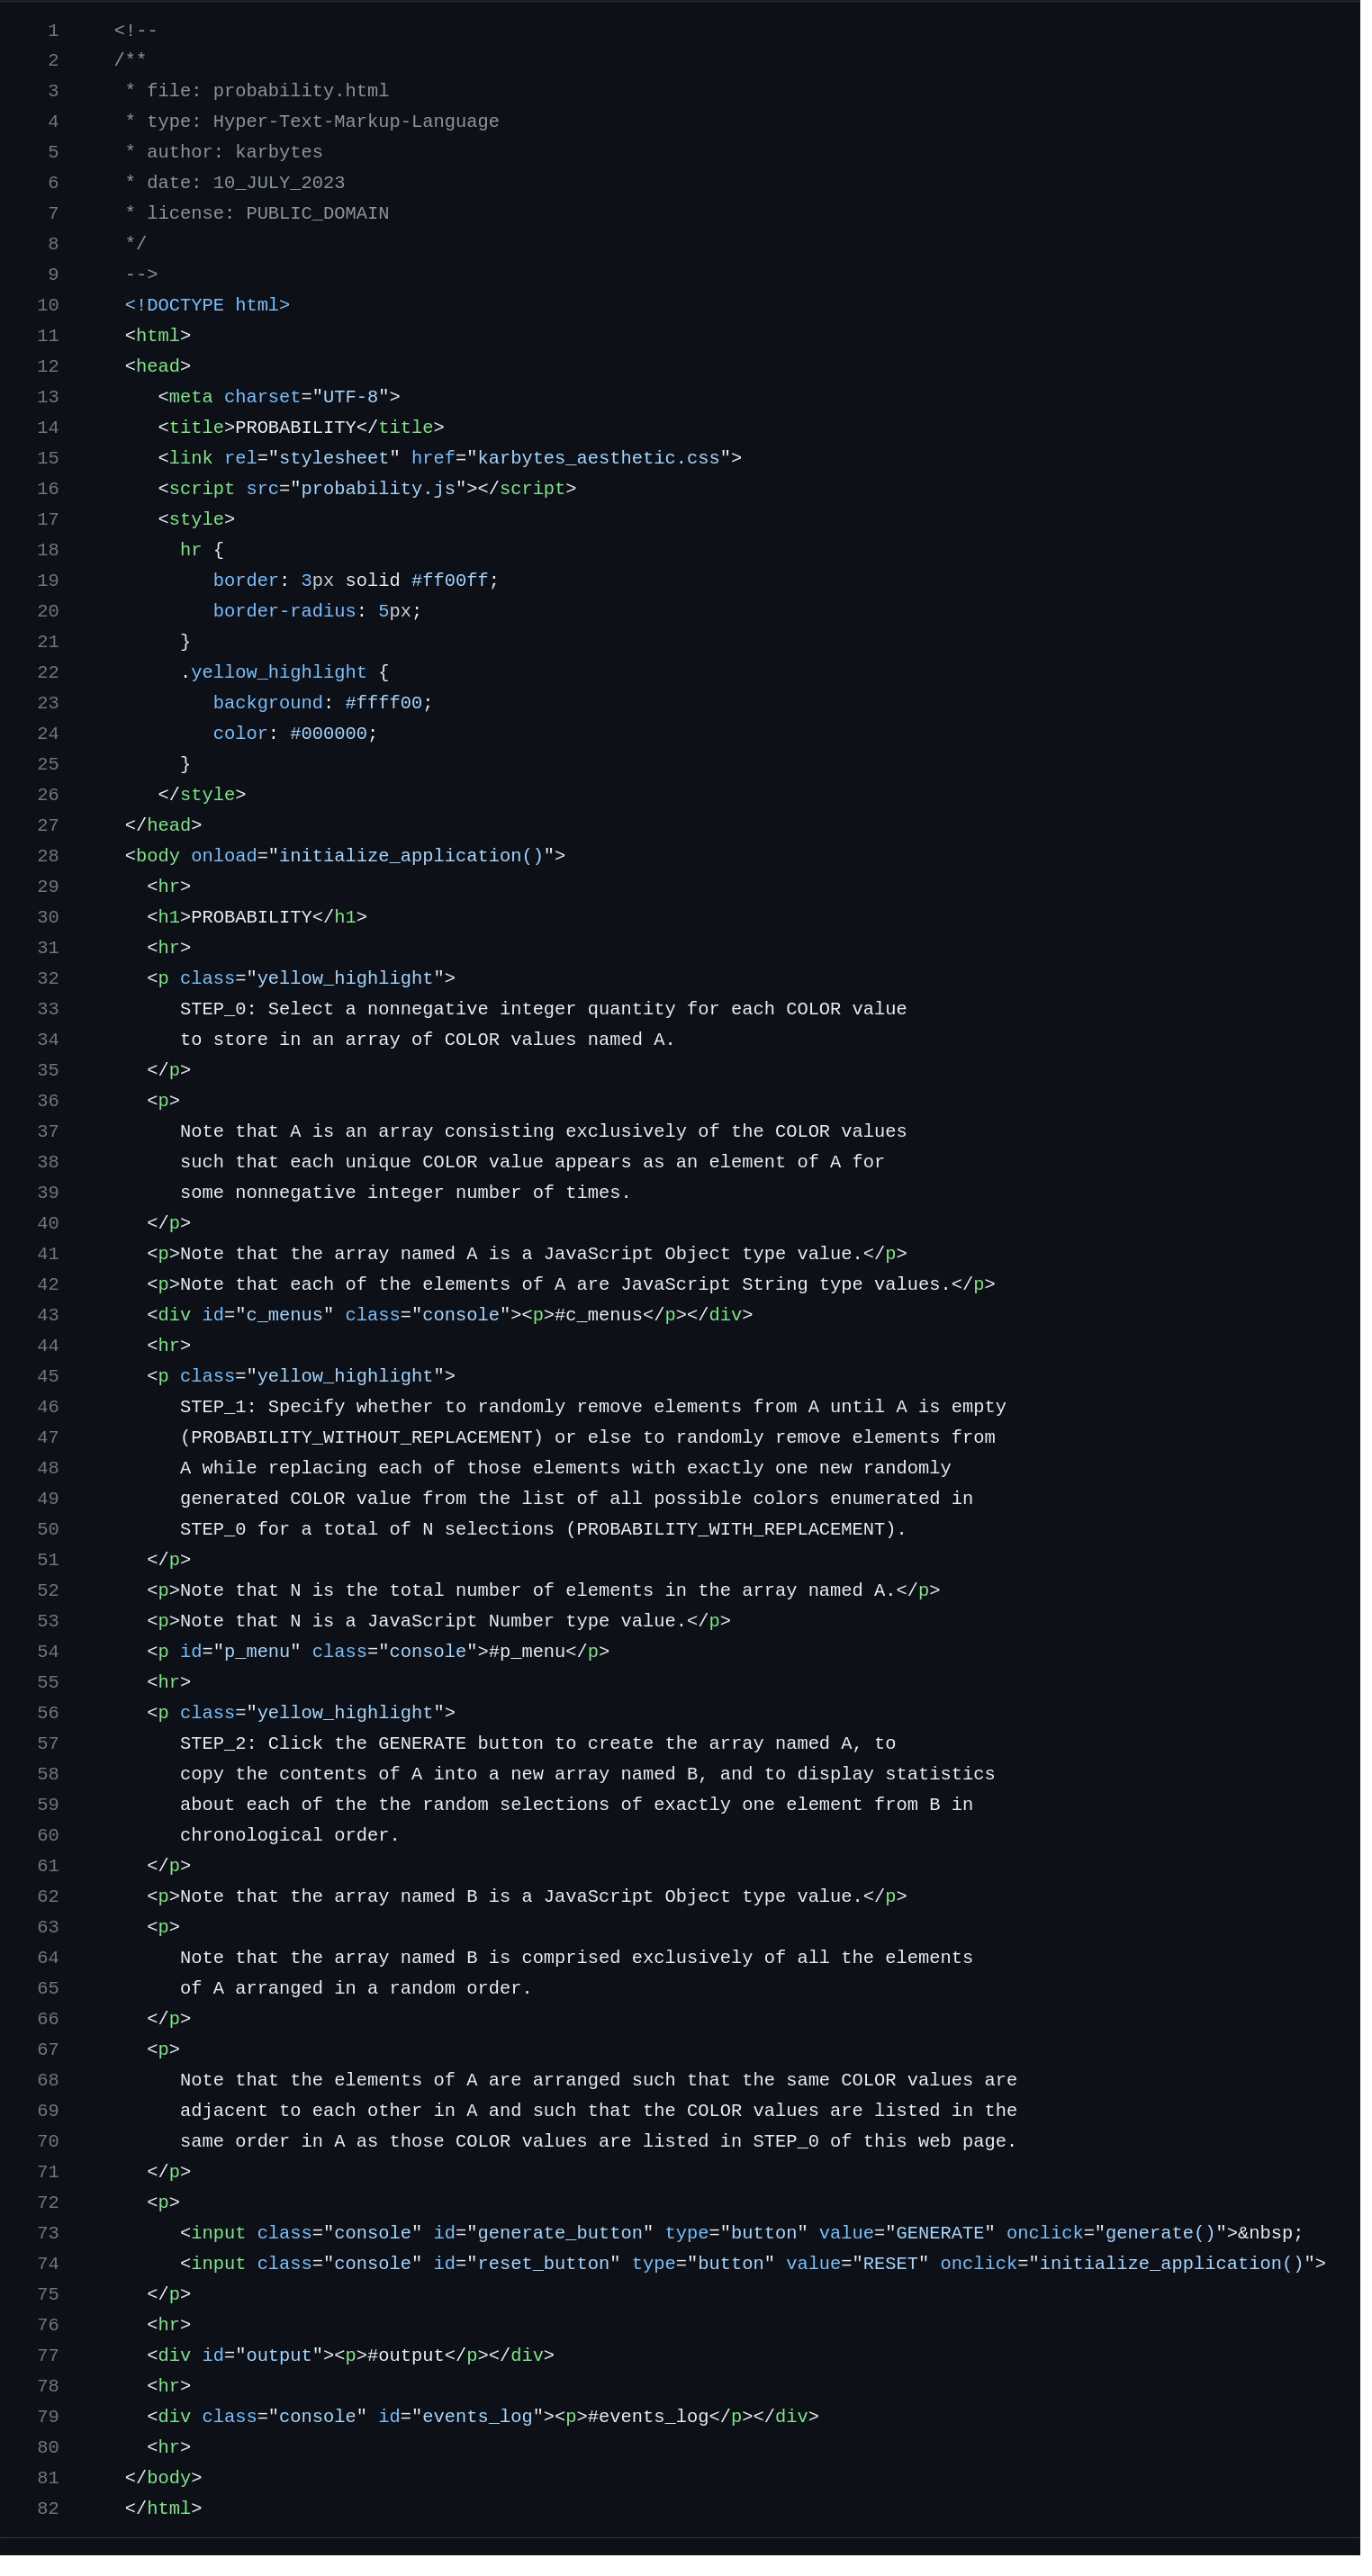 1 <!--
2 /**
3  * file: probability.html
4  * type: Hyper-Text-Markup-Language
5  * author: karbytes
6  * date: 10_JULY_2023
7  * license: PUBLIC_DOMAIN
8  */
9  -->
10  <!DOCTYPE html>
11  <html>
12  <head>
13     <meta charset="UTF-8">
14     <title>PROBABILITY</title>
15     <link rel="stylesheet" href="karbytes_aesthetic.css">
16     <script src="probability.js"></script>
17     <style>
18       hr {
19          border: 3px solid #ff00ff;
20          border-radius: 5px;
21       }
22       .yellow_highlight {
23          background: #ffff00;
24          color: #000000;
25       }
26     </style>
27  </head>
28  <body onload="initialize_application()">
29    <hr>
30    <h1>PROBABILITY</h1>
31    <hr>
32    <p class="yellow_highlight">
33       STEP_0: Select a nonnegative integer quantity for each COLOR value
34       to store in an array of COLOR values named A.
35    </p>
36    <p>
37       Note that A is an array consisting exclusively of the COLOR values
38       such that each unique COLOR value appears as an element of A for
39       some nonnegative integer number of times.
40    </p>
41    <p>Note that the array named A is a JavaScript Object type value.</p>
42    <p>Note that each of the elements of A are JavaScript String type values.</p>
43    <div id="c_menus" class="console"><p>#c_menus</p></div>
44    <hr>
45    <p class="yellow_highlight">
46       STEP_1: Specify whether to randomly remove elements from A until A is empty
47       (PROBABILITY_WITHOUT_REPLACEMENT) or else to randomly remove elements from
48       A while replacing each of those elements with exactly one new randomly
49       generated COLOR value from the list of all possible colors enumerated in
50       STEP_0 for a total of N selections (PROBABILITY_WITH_REPLACEMENT).
51    </p>
52    <p>Note that N is the total number of elements in the array named A.</p>
53    <p>Note that N is a JavaScript Number type value.</p>
54    <p id="p_menu" class="console">#p_menu</p>
55    <hr>
56    <p class="yellow_highlight">
57       STEP_2: Click the GENERATE button to create the array named A, to
58       copy the contents of A into a new array named B, and to display statistics
59       about each of the the random selections of exactly one element from B in
60       chronological order.
61    </p>
62    <p>Note that the array named B is a JavaScript Object type value.</p>
63    <p>
64       Note that the array named B is comprised exclusively of all the elements
65       of A arranged in a random order.
66    </p>
67    <p>
68       Note that the elements of A are arranged such that the same COLOR values are
69       adjacent to each other in A and such that the COLOR values are listed in the
70       same order in A as those COLOR values are listed in STEP_0 of this web page.
71    </p>
72    <p>
73       <input class="console" id="generate_button" type="button" value="GENERATE" onclick="generate()">&nbsp;
74       <input class="console" id="reset_button" type="button" value="RESET" onclick="initialize_application()">
75    </p>
76    <hr>
77    <div id="output"><p>#output</p></div>
78    <hr>
79    <div class="console" id="events_log"><p>#events_log</p></div>
80    <hr>
81  </body>
82  </html>